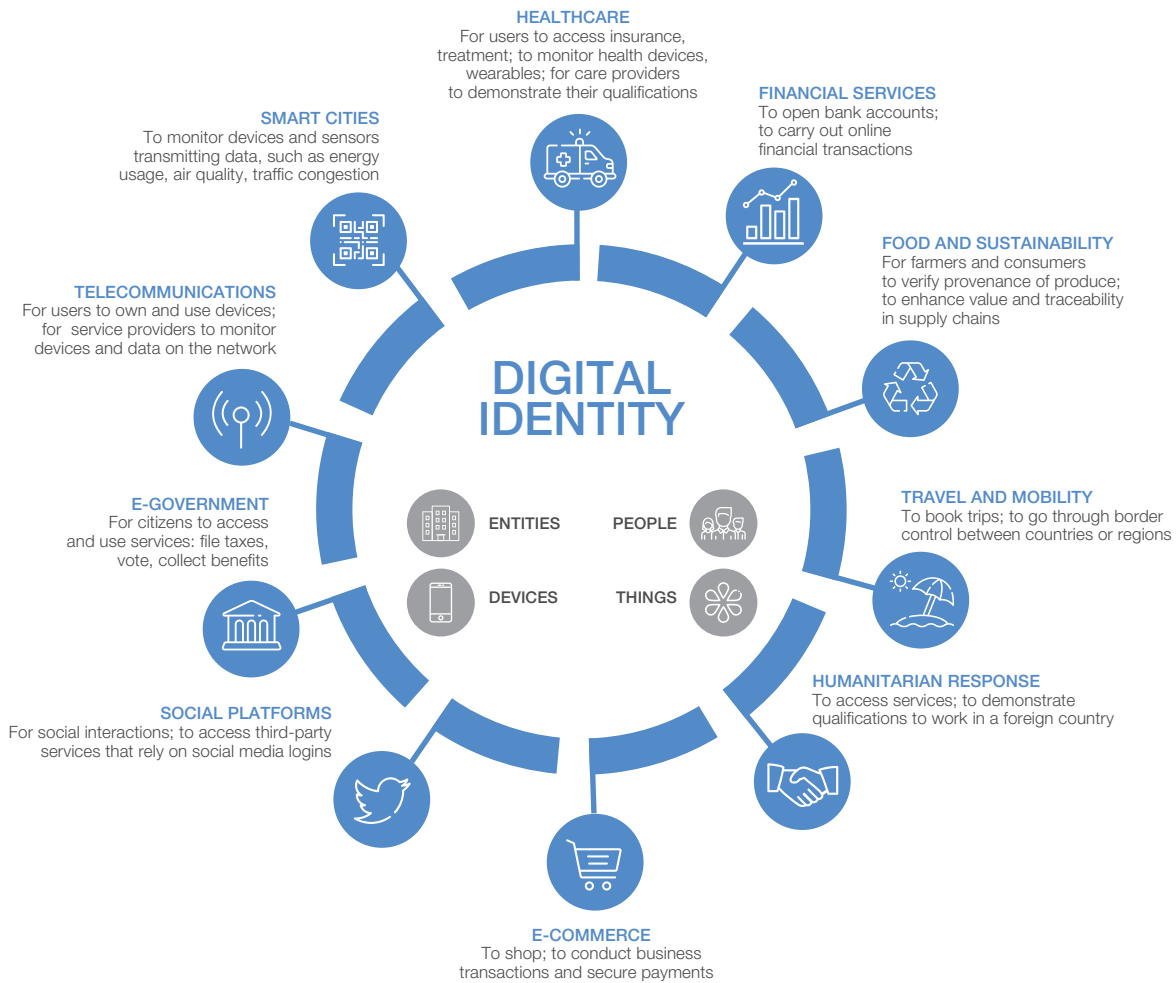 HEALTHCARE
For users to access insurance,
treatment; to monitor health devices,
wearables; for care providers
to demonstrate their qualifications
FINANCIAL SERVICES
To open bank accounts;
to carry out online
financial transactions
FOOD AND SUSTAINABILITY
For farmers and consumers
to verify provenance of produce;
to enhance value and traceability
in supply chains
TRAVEL AND MOBILITY
To book trips; to go through border
control between countries or regions
HUMANITARIAN RESPONSE
To access services; to demonstrate
qualifications to work in a foreign country
E-COMMERCE
To shop; to conduct business
transactions and secure payments
SOCIAL PLATFORMS
For social interactions; to access third-party
services that rely on social media logins
E-GOVERNMENT
For citizens to access
and use services: file taxes,
vote, collect benefits
TELECOMMUNICATIONS
For users to own and use devices;
for service providers to monitor
devices and data on the network
SMART CITIES
To monitor devices and sensors
transmitting data, such as energy
usage, air quality, traffic congestion
DIGITAL
IDENTITY
ENTITIES
PEOPLE
DEVICES
THINGS